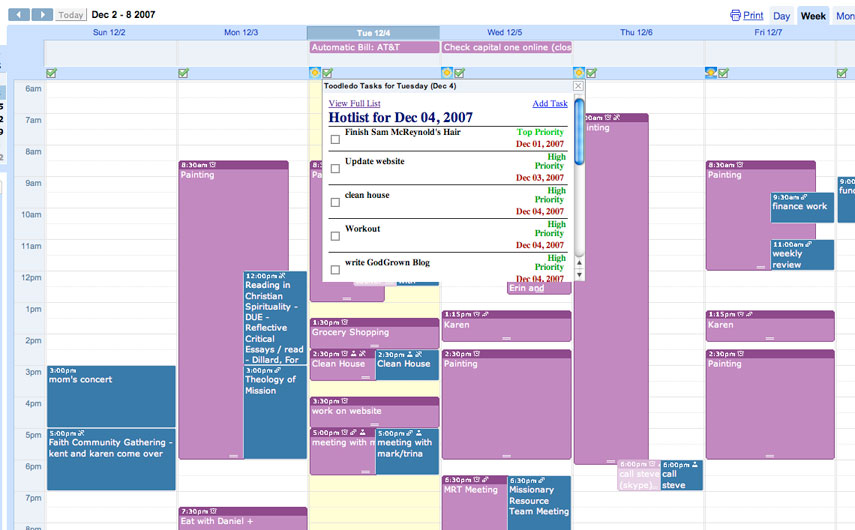 Today Dec 2 - 8 2007
Print Day Week Mon
Sun 12/2
Mon 12/3
Tue 12/4
Wed 12/5
Thu 12/6
Fri 12/7
Automatic Bill: AT&T
Check capital one online (clos
6am
7am
8am
9am
10am
11am
12pm
1pm
2pm
3pm
4pm
5pm
6pm
7pm
8pm
3:00pm
mom's concert
5:00pm
Faith Community Gathering -
kent and karen come over
8:30am
Painting
12:00pm
Reading in
Christian
Spirituality -
DUE -
Reflective
Critical
Essays / read
- Dillard, For
3:00pm
Theology of
Mission
7:30pm
Eat with Daniel +
Toodledo Tasks for Tuesday (Dec 4)
View Full List
Add Task
Hotlist for Dec 04, 2007
Finish Sam McReynold's Hair
Top Priority
Dec 01, 2007
Update website
High
Priority
Dec 03, 2007
clean house
High
Priority
Dec 04, 2007
Workout
High
Priority
Dec 04, 2007
write GodGrown Blog
High
Priority
Dec 04, 2007
8:3
Pa
1:30pm
Grocery Shopping
2:30pm
Clean House
2:30pm
Clean House
3:30pm
work on website
5:00pm
meeting with m
5:00pm
meeting with
mark/trina
Erin and
1:15pm
Karen
2:30pm
Painting
6:30pm
MRT Meeting
6:30pm
Missionary
Resource
Team Meeting
00am
inting
6:00pm
call steve
(skype)...
6:00pm
call
steve
8:30am
Painting
9:30am
finance work
11:00am
weekly
review
1:15pm
Karen
2:30pm
Painting
9:00
fun